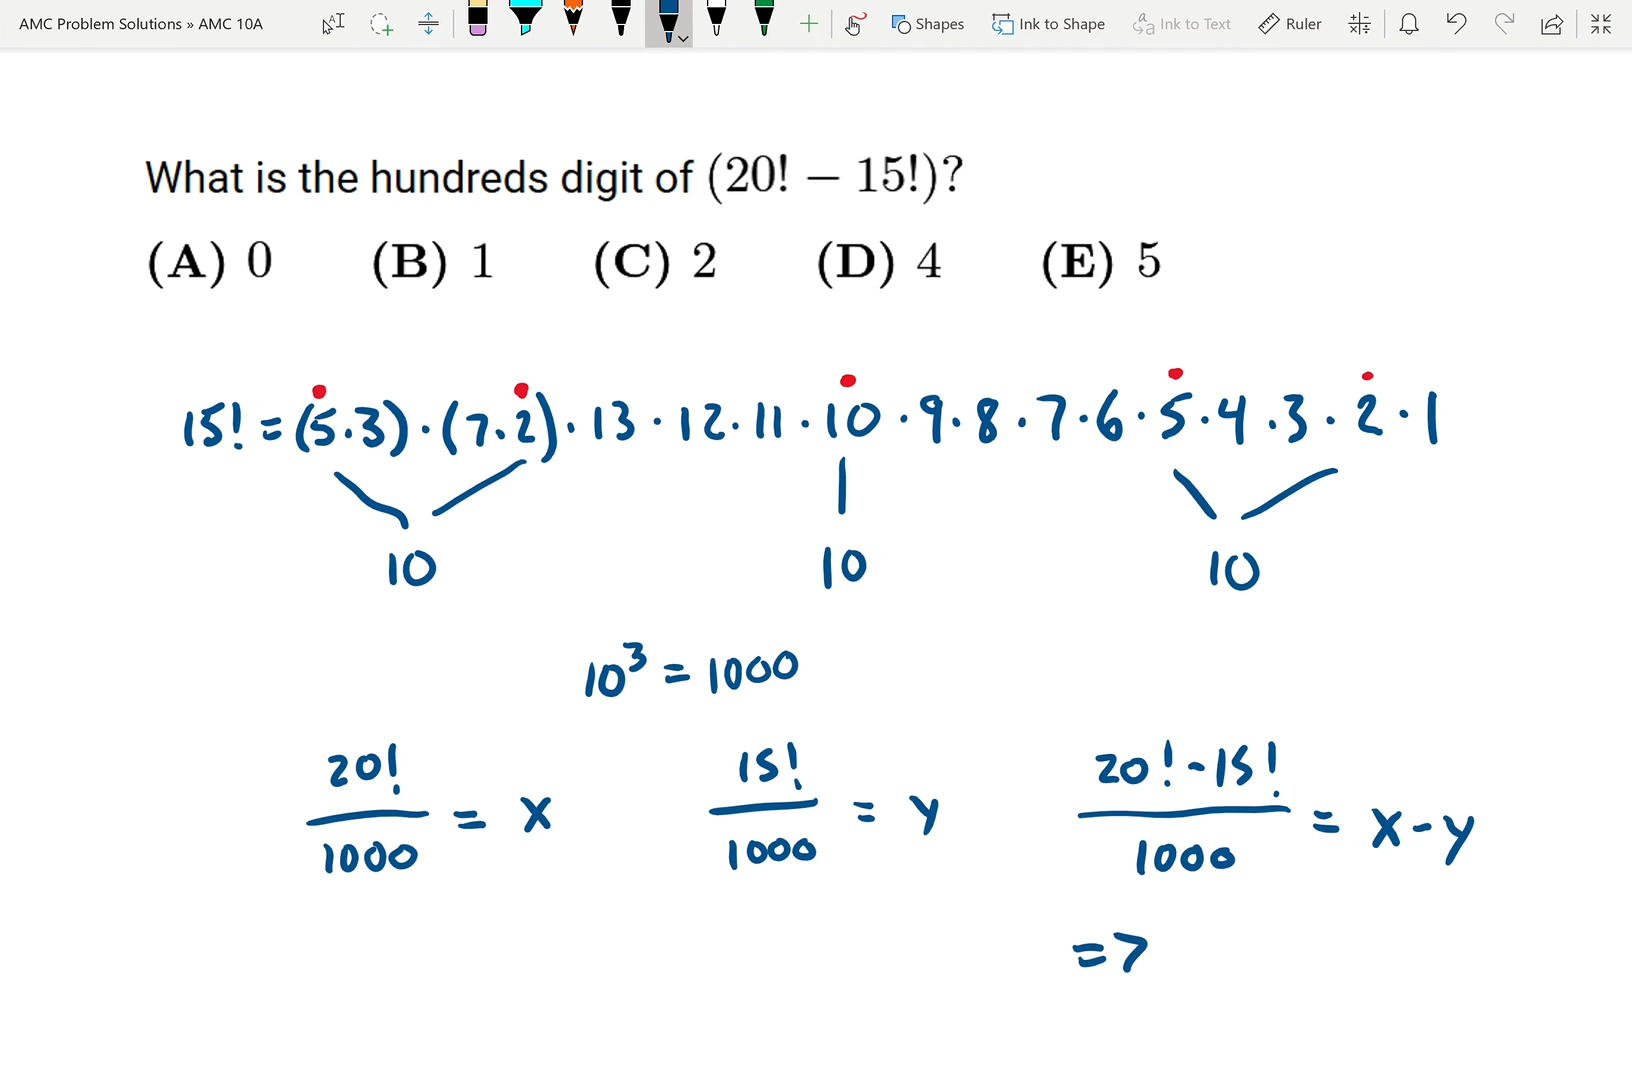 AMC Problem Solutions » AMC 10A Shapes Ink to Shape Ink to Text Ruler
What is the hundreds digit of (20! − 15!)?
(A) 0 (B) 1 (C) 2 (D) 4 (E) 5
15! = (5·3)·(7·2)·13·12·11·10·9·8·7·6·5·4·3·2·1
10 10 10
10³ = 1000
20!/1000 = x 15!/1000 = y 20!-15!/1000 = x-y
=>